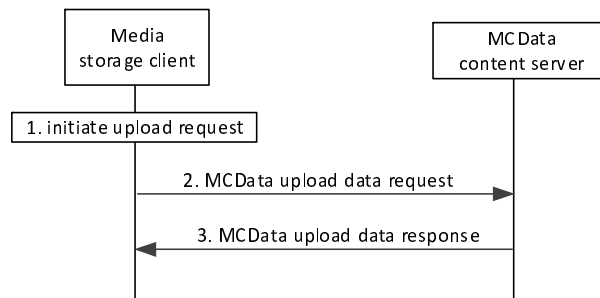 Media
storage client
MCData
content server
1. initiate upload request
2. MCData upload data request
3. MCData upload data response